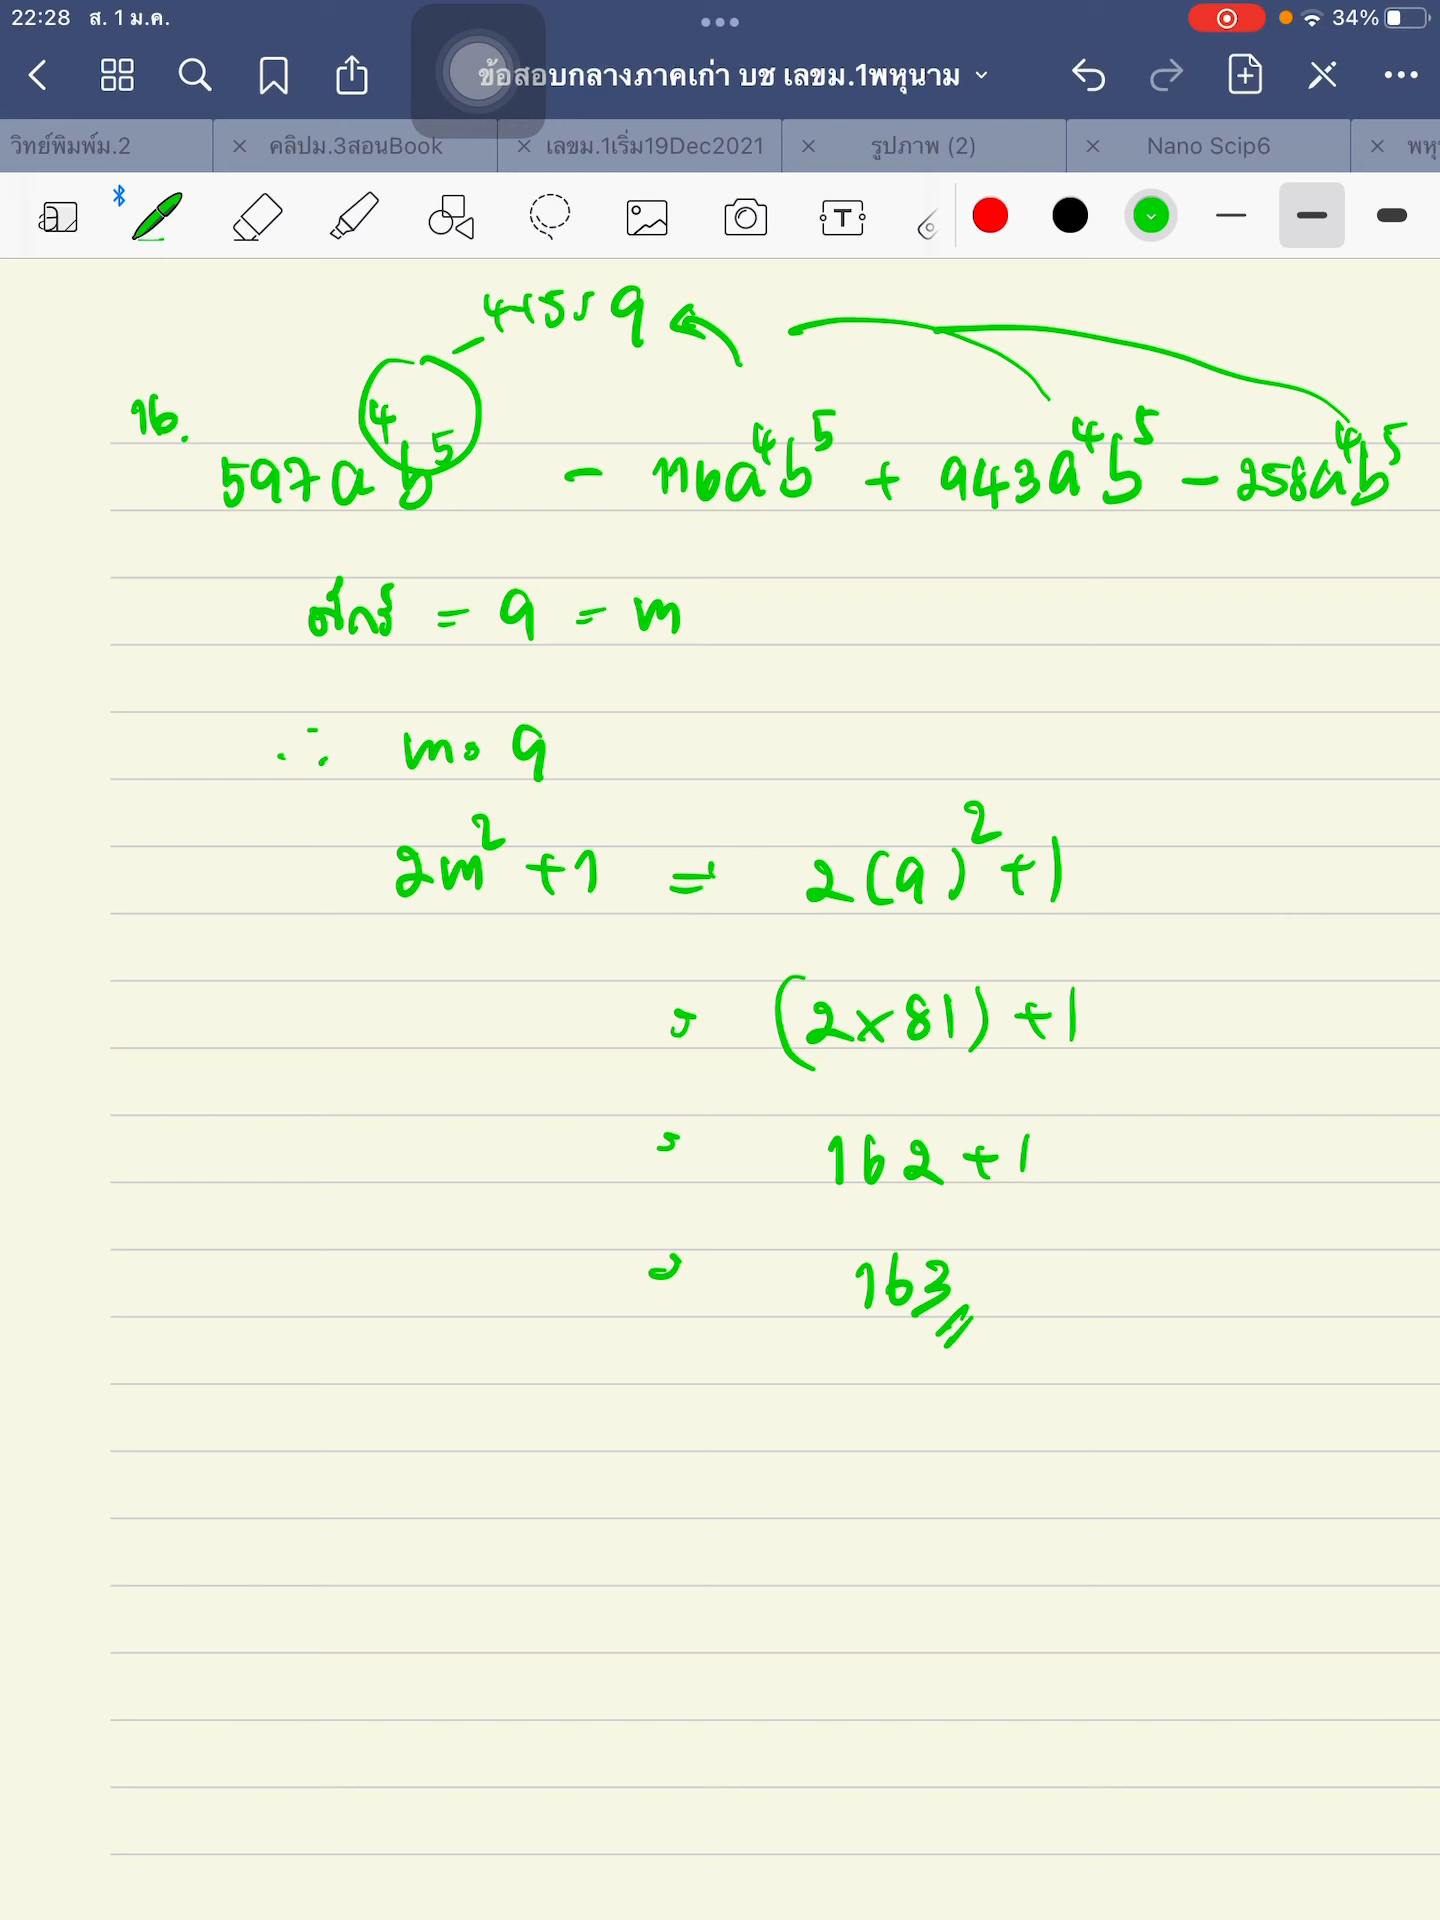 22:28 ส. 1 ม.ค.
34%
ข้อสอบกลางภาคเก่า บช เลขม.1พหุนาม
วิทย์พิมพ์ม.2
คลิปม.3สอนBook
เลขม.1เริ่ม19Dec2021
รูปภาพ (2)
Nano Scip6
พหุ
T
4+5=9
16.
597a⁴b⁵ - 116a⁴b⁵ + 943a⁴b⁵ - 258a⁴b⁵
ดีกรี = 9 = m
∴ m = 9
2m² + 1 = 2(9)² + 1
= (2×81) + 1
= 162 + 1
= 163